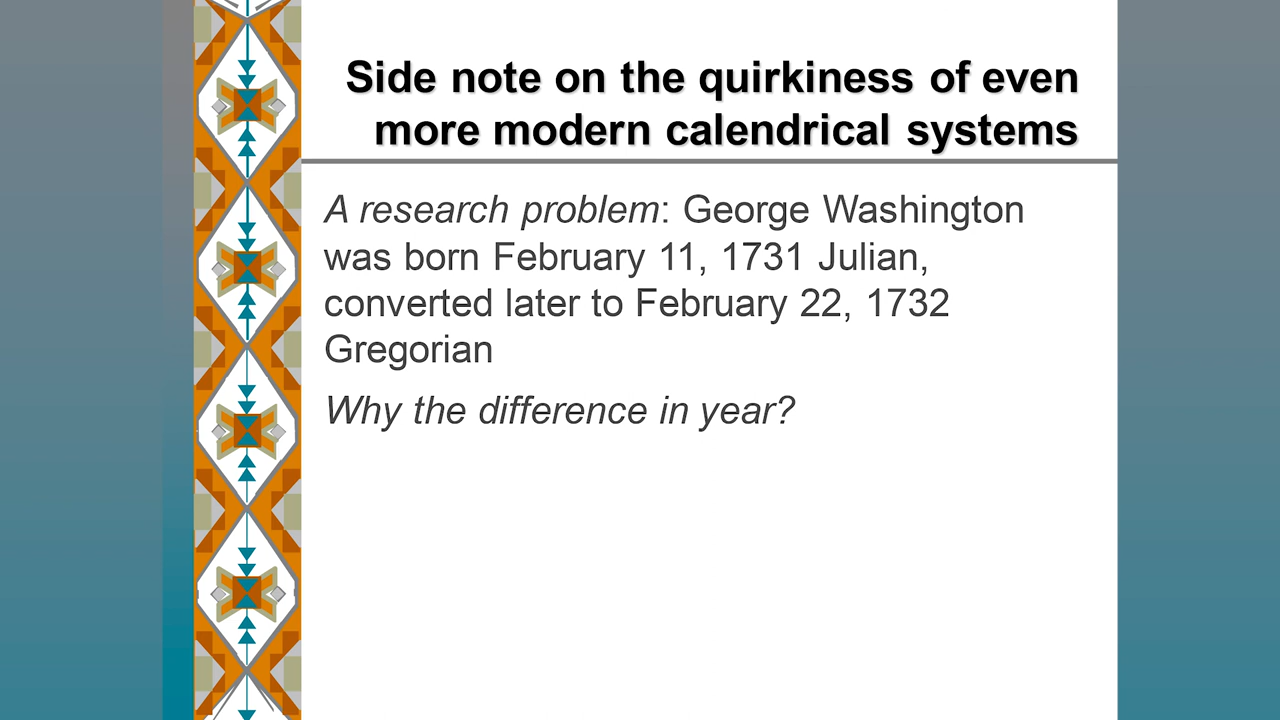 Side note on the quirkiness of even
more modern calendrical systems
A research problem: George Washington
was born February 11, 1731 Julian,
converted later to February 22, 1732
Gregorian
Why the difference in year?